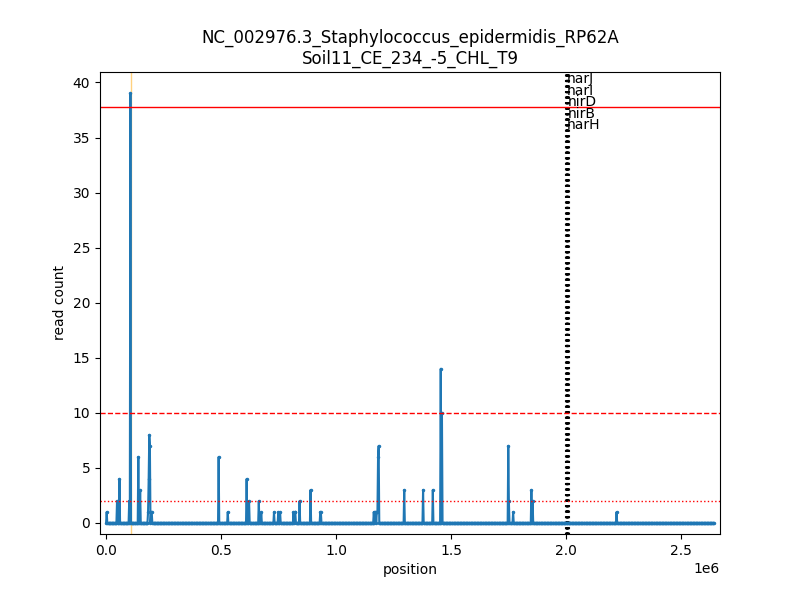 NC_002976.3_Staphylococcus_epidermidis_RP62A
Soil11_CE_234_-5_CHL_T9
40
35
30
25
20
15
10
5
0
read count
narJ
narI
nirD
nirB
narH
0.0
0.5
1.0
1.5
2.0
2.5
1e6
position